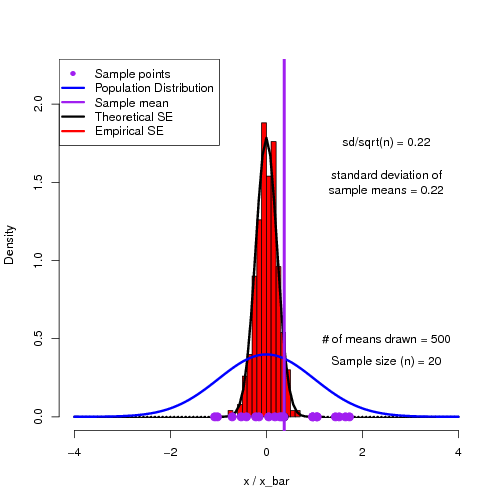 Sample points
Population Distribution
Sample mean
Theoretical SE
Empirical SE
sd/sqrt(n) = 0.22
standard deviation of
sample means = 0.22
# of means drawn = 500
Sample size (n) = 20
Density
2.0
1.5
1.0
0.5
0.0
-4 -2 0 2 4
x / x_bar